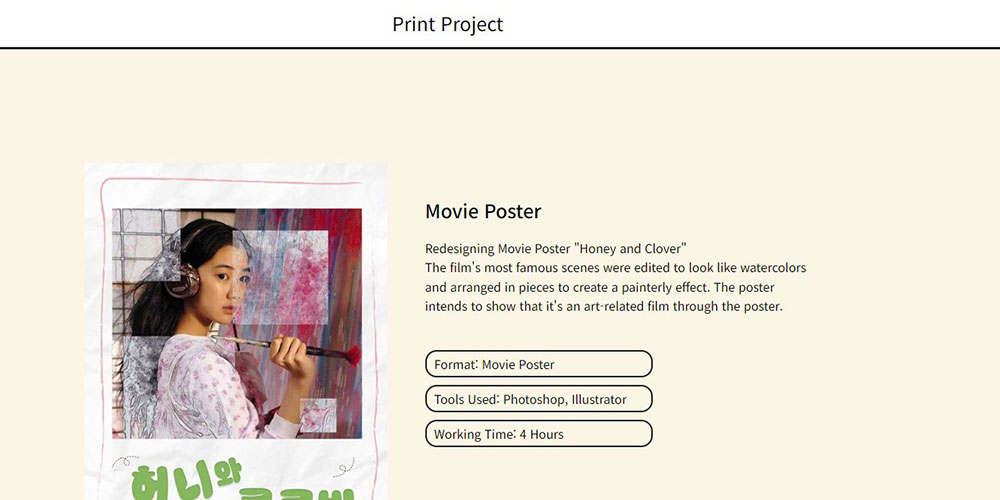 Print Project
Movie Poster
Redesigning Movie Poster "Honey and Clover"
The film's most famous scenes were edited to look like watercolors
and arranged in pieces to create a painterly effect. The poster
intends to show that it's an art-related film through the poster.
Format: Movie Poster
Tools Used: Photoshop, Illustrator
Working Time: 4 Hours
허니와